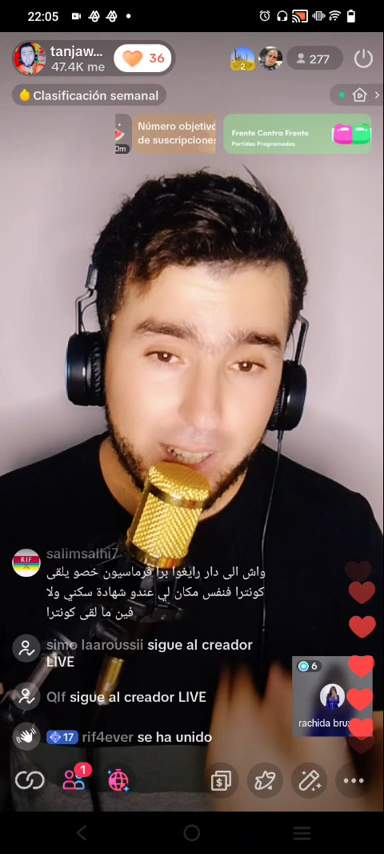 22:05
tanjaw...
47.4K me
36
2
277
Clasificación semanal
0m
Número objetivo
de suscripciones
Frente Contra Frente
Partidas Programadas
salimsalhi7
RIF
واش الى دار رايغوا برا فرماسيون خصو يلقى
كونترا فنفس مكان لي عندو شهادة سكني ولا
فين ما لقى كونترا
simo laaroussii sigue al creador
LIVE
Qlf sigue al creador LIVE
17 rif4ever se ha unido
6
rachida bru
1